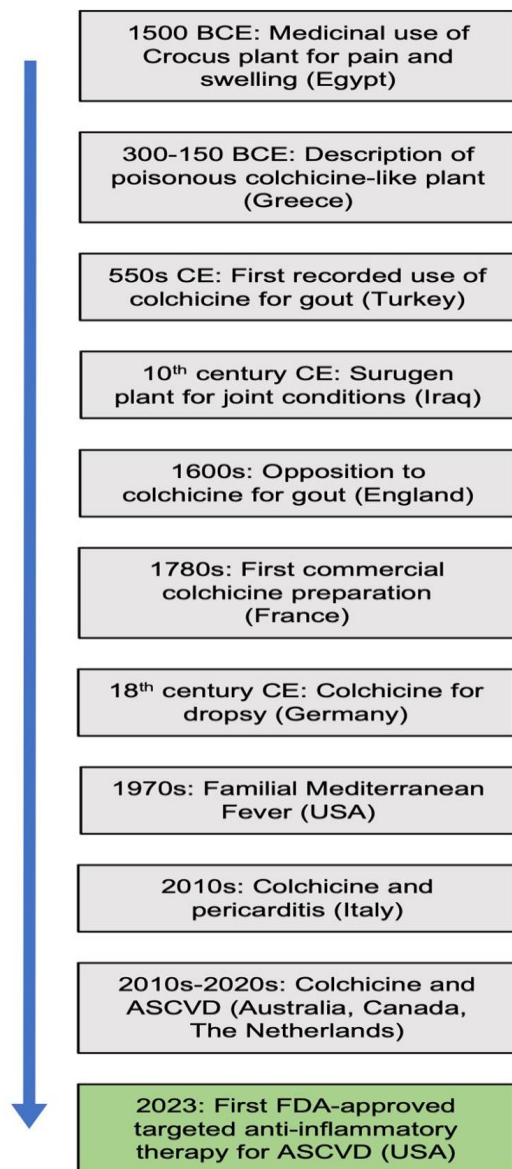 1500 BCE: Medicinal use of
Crocus plant for pain and
swelling (Egypt)
300-150 BCE: Description of
poisonous colchicine-like plant
(Greece)
550s CE: First recorded use of
colchicine for gout (Turkey)
10th century CE: Surugen
plant for joint conditions (Iraq)
1600s: Opposition to
colchicine for gout (England)
1780s: First commercial
colchicine preparation
(France)
18th century CE: Colchicine for
dropsy (Germany)
1970s: Familial Mediterranean
Fever (USA)
2010s: Colchicine and
pericarditis (Italy)
2010s-2020s: Colchicine and
ASCVD (Australia, Canada,
The Netherlands)
2023: First FDA-approved
targeted anti-inflammatory
therapy for ASCVD (USA)